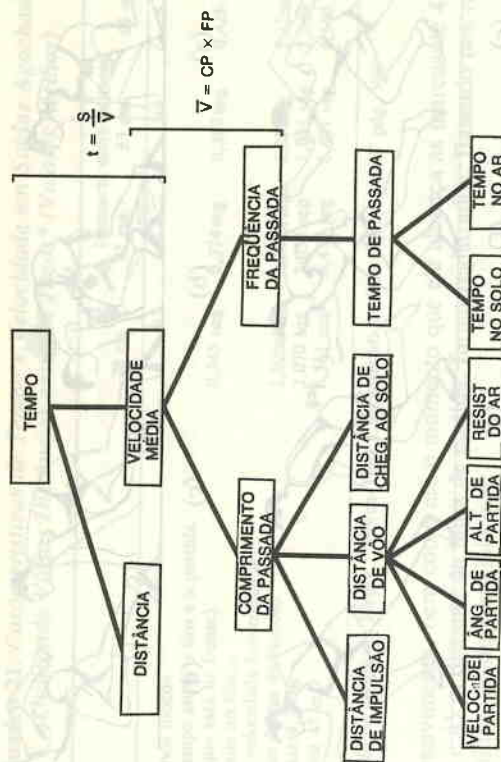 TEMPO
t = S/V̅
DISTÂNCIA
VELOCIDADE
MÉDIA
V̅ = CP × FP
COMPRIMENTO
DA PASSADA
FREQÜÊNCIA
DA PASSADA
DISTÂNCIA
DE IMPULSÃO
DISTÂNCIA
DE VÔO
DISTÂNCIA DE
CHEG. AO SOLO
TEMPO DE PASSADA
VELOC. DE
PARTIDA
ÂNG DE
PARTIDA
ALT DE
PARTIDA
RESIST
DO AR
TEMPO
NO SOLO
TEMPO
NO AR